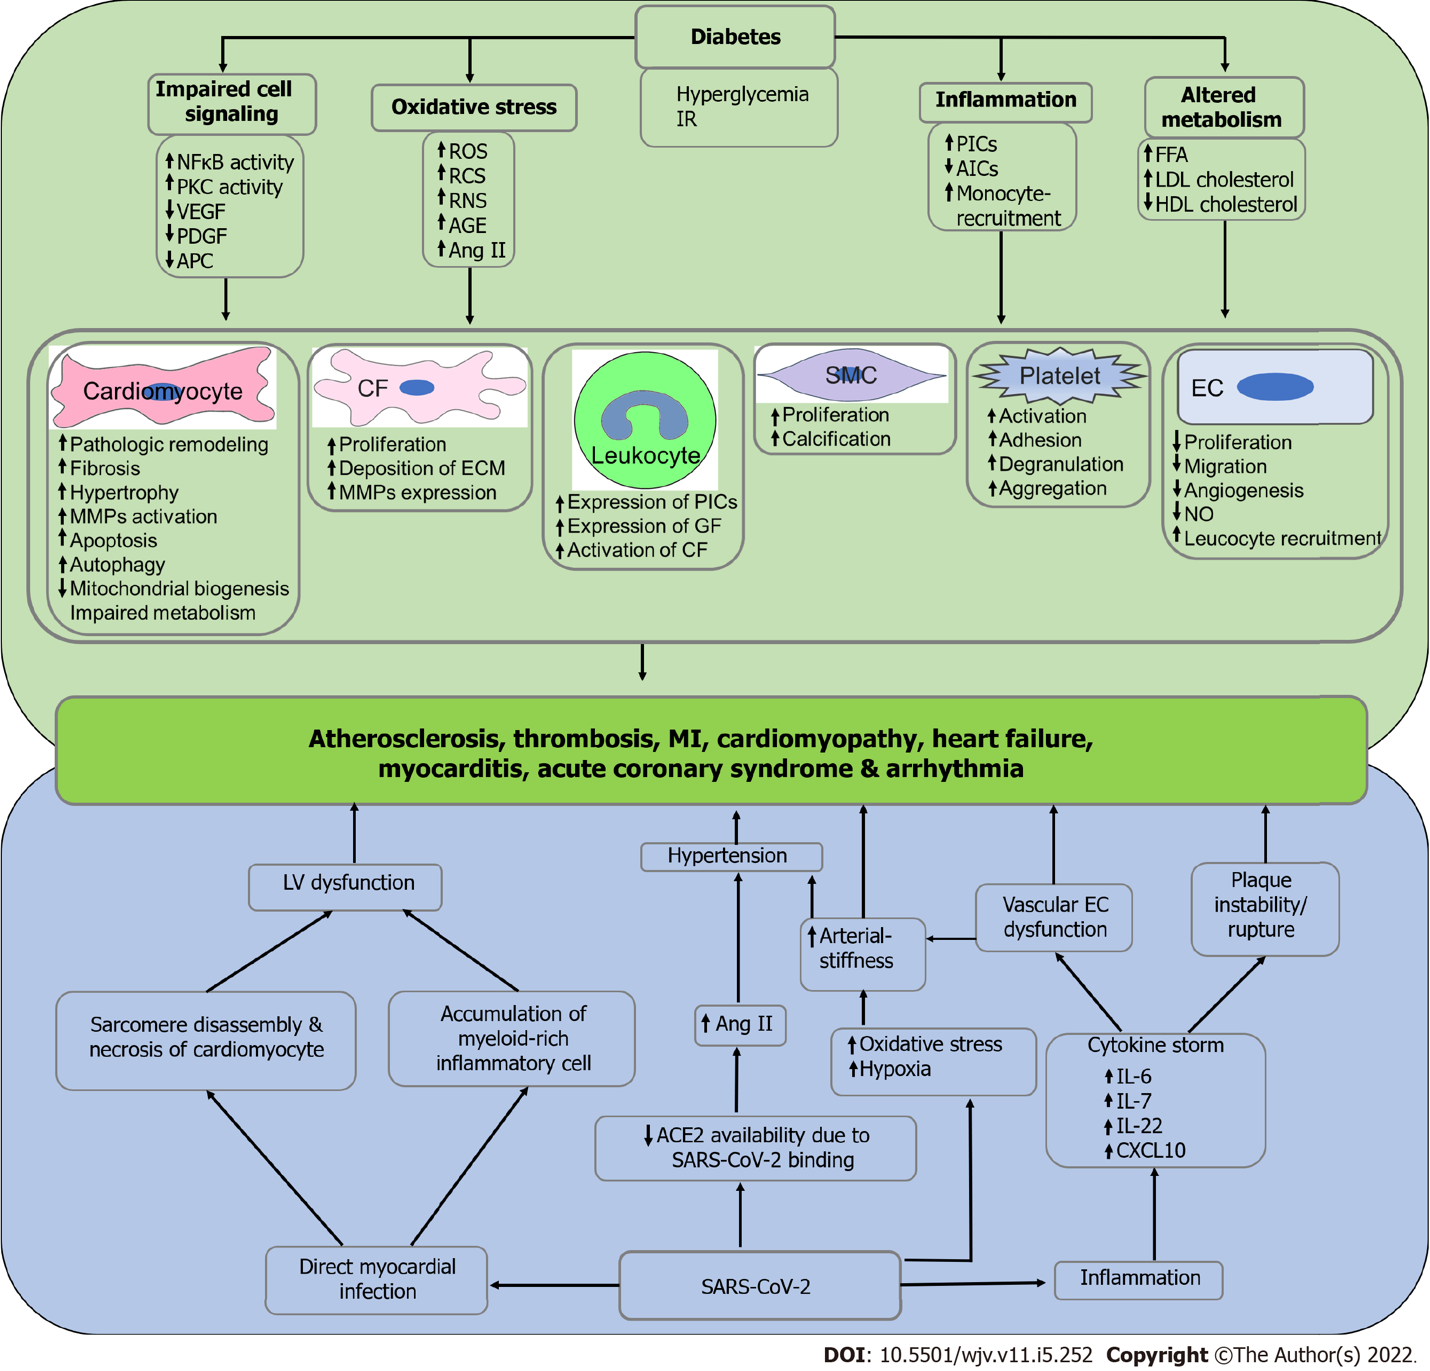 Diabetes
Hyperglycemia
IR
Impaired cell
signaling
↑NFκB activity
↑PKC activity
↓VEGF
↓PDGF
↓APC
Oxidative stress
↑ROS
↑RCS
↑RNS
↑AGE
↑Ang II
Inflammation
↑PICs
↓AICs
↑Monocyte-
recruitment
Altered
metabolism
↑FFA
↑LDL cholesterol
↓HDL cholesterol
Cardiomyocyte
↑Pathologic remodeling
↑Fibrosis
↑Hypertrophy
↑MMPs activation
↑Apoptosis
↑Autophagy
↓Mitochondrial biogenesis
Impaired metabolism
CF
↑Proliferation
↑Deposition of ECM
↑MMPs expression
Leukocyte
↑Expression of PICs
↑Expression of GF
↑Activation of CF
SMC
↑Proliferation
↑Calcification
Platelet
↑Activation
↑Adhesion
↑Degranulation
↑Aggregation
EC
↓Proliferation
↓Migration
↓Angiogenesis
↓NO
↑Leucocyte recruitment
Atherosclerosis, thrombosis, MI, cardiomyopathy, heart failure,
myocarditis, acute coronary syndrome & arrhythmia
LV dysfunction
Hypertension
↑Arterial-
stiffness
Vascular EC
dysfunction
Plaque
instability/
rupture
Sarcomere disassembly &
necrosis of cardiomyocyte
Accumulation of
myeloid-rich
inflammatory cell
↑Ang II
↑Oxidative stress
↑Hypoxia
Cytokine storm
↑IL-6
↑IL-7
↑IL-22
↑CXCL10
↓ACE2 availability due to
SARS-CoV-2 binding
Direct myocardial
infection
SARS-CoV-2
Inflammation
DOI: 10.5501/wjv.v11.i5.252 Copyright ©The Author(s) 2022.